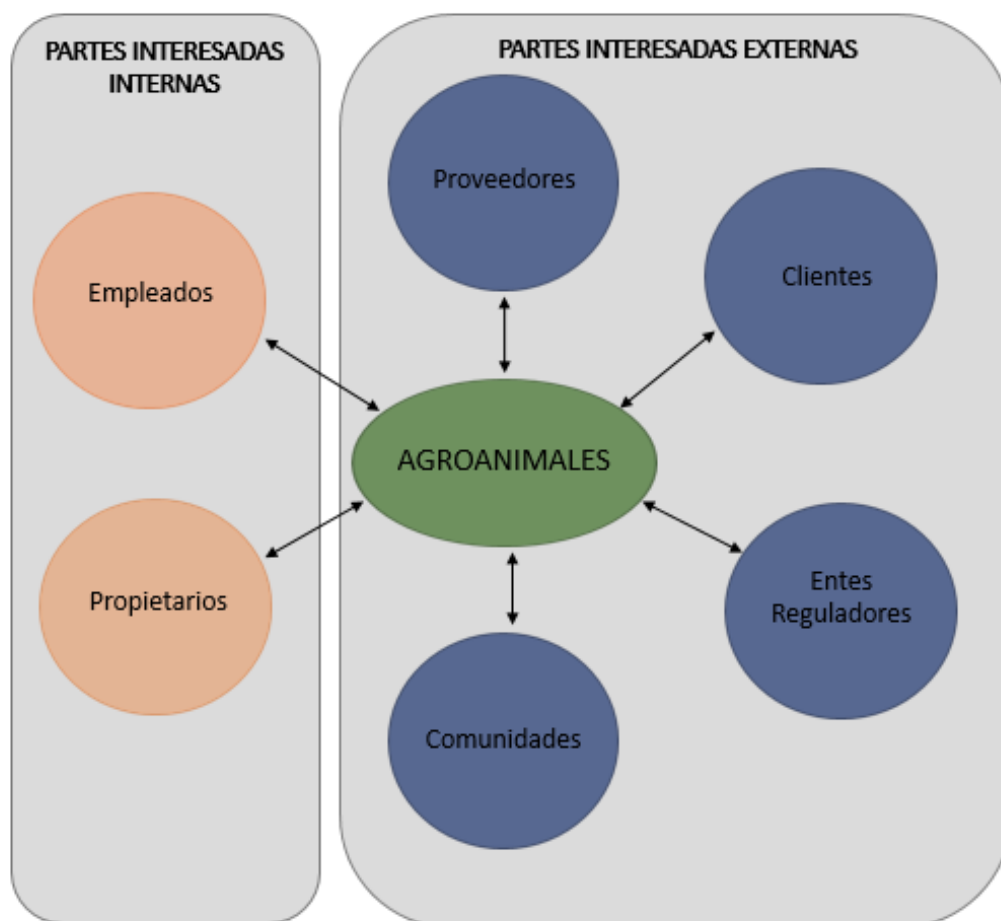 PARTES INTERESADAS
INTERNAS
Empleados
Propietarios
PARTES INTERESADAS EXTERNAS
Proveedores
Clientes
AGROANIMALES
Entes
Reguladores
Comunidades